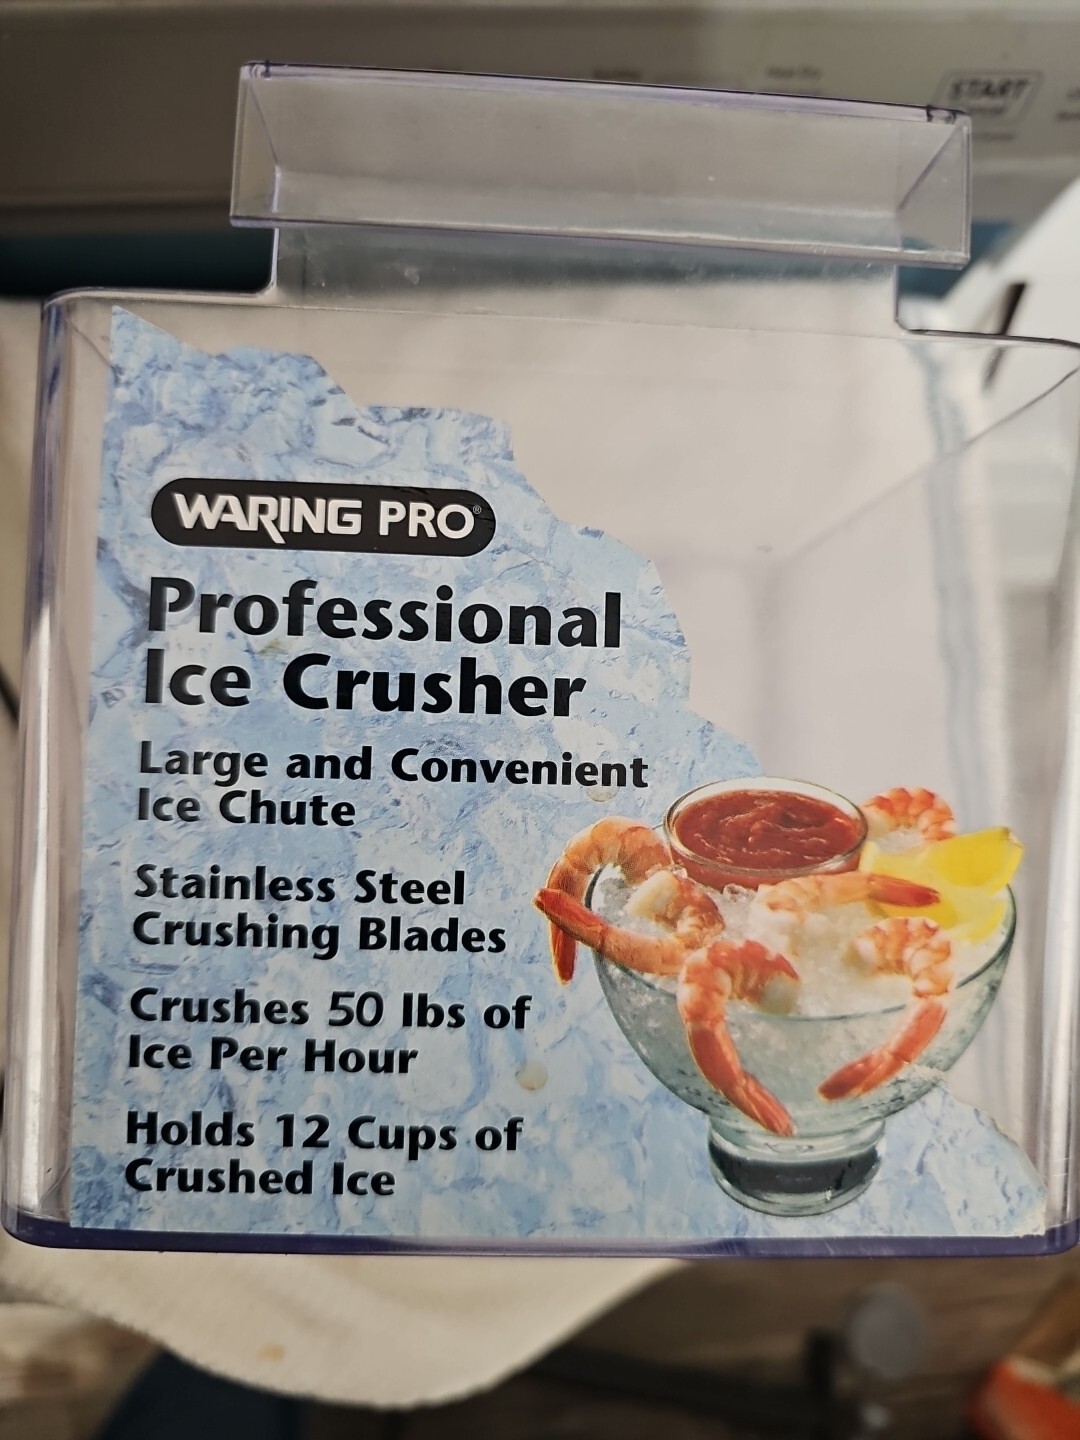 START
WARING PRO®
Professional
Ice Crusher
Large and Convenient
Ice Chute
Stainless Steel
Crushing Blades
Crushes 50 lbs of
Ice Per Hour
Holds 12 Cups of
Crushed Ice